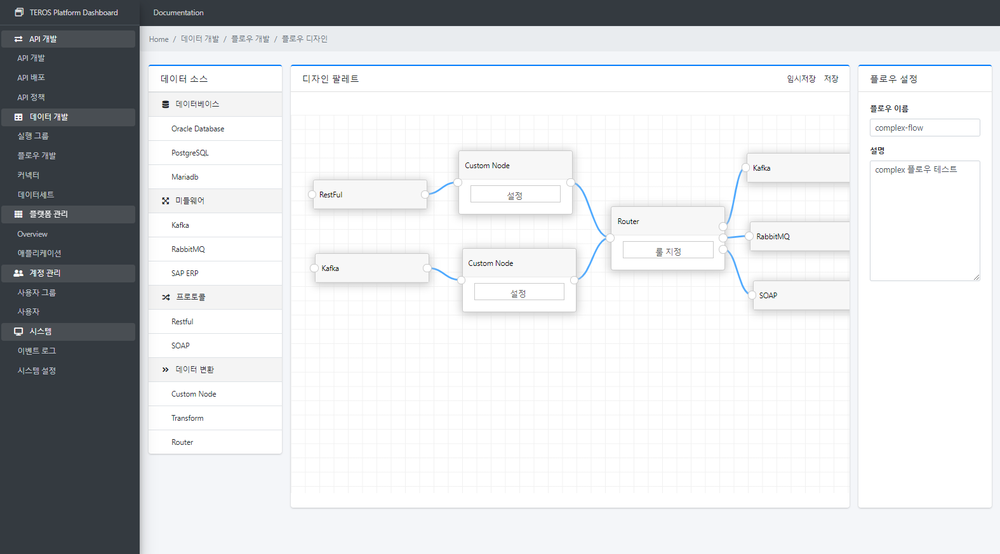 TEROS Platform Dashboard
Documentation
API 개발
API 개발
API 배포
API 정책
데이터 개발
실행 그룹
플로우 개발
커넥터
데이터세트
플랫폼 관리
Overview
애플리케이션
계정 관리
사용자 그룹
사용자
시스템
이벤트 로그
시스템 설정
Home / 데이터 개발 / 플로우 개발 / 플로우 디자인
데이터 소스
데이터베이스
Oracle Database
PostgreSQL
Mariadb
미들웨어
Kafka
RabbitMQ
SAP ERP
프로토콜
Restful
SOAP
데이터 변환
Custom Node
Transform
Router
디자인 팔레트
임시저장 저장
RestFul
Custom Node
설정
Kafka
Custom Node
설정
Router
룰 지정
Kafka
RabbitMQ
SOAP
플로우 설정
플로우 이름
complex-flow
설명
complex 플로우 테스트